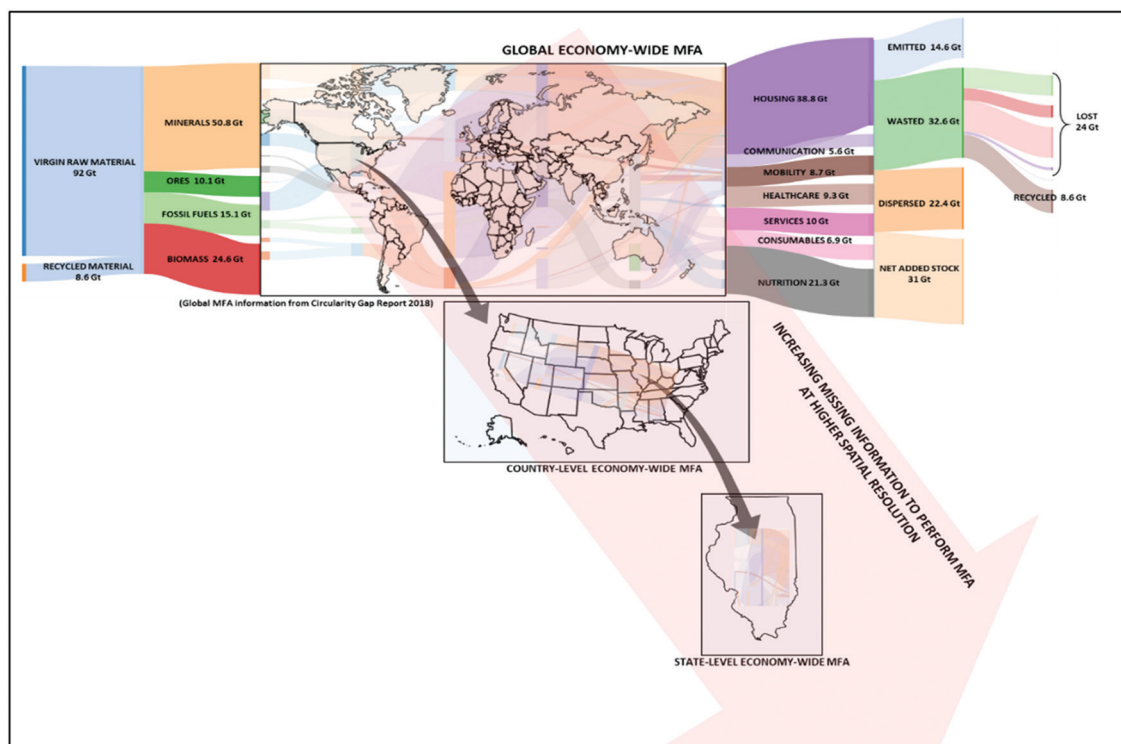 GLOBAL ECONOMY-WIDE MFA
VIRGIN RAW MATERIAL
92 Gt
RECYCLED MATERIAL
8.6 Gt
MINERALS 50.8 Gt
ORES 10.1 Gt
FOSSIL FUELS 15.1 Gt
BIOMASS 24.6 Gt
HOUSING 38.8 Gt
COMMUNICATION 5.6 Gt
MOBILITY 8.7 Gt
HEALTHCARE 9.3 Gt
SERVICES 10 Gt
CONSUMABLES 6.9 Gt
NUTRITION 21.3 Gt
EMITTED 14.6 Gt
WASTED 32.6 Gt
DISPERSED 22.4 Gt
NET ADDED STOCK
31 Gt
LOST
24 Gt
RECYCLED 8.6 Gt
(Global MFA information from Circularity Gap Report 2018)
COUNTRY-LEVEL ECONOMY-WIDE MFA
INCREASING MISSING INFORMATION TO PERFORM MFA
AT HIGHER SPATIAL RESOLUTION
STATE-LEVEL ECONOMY-WIDE MFA